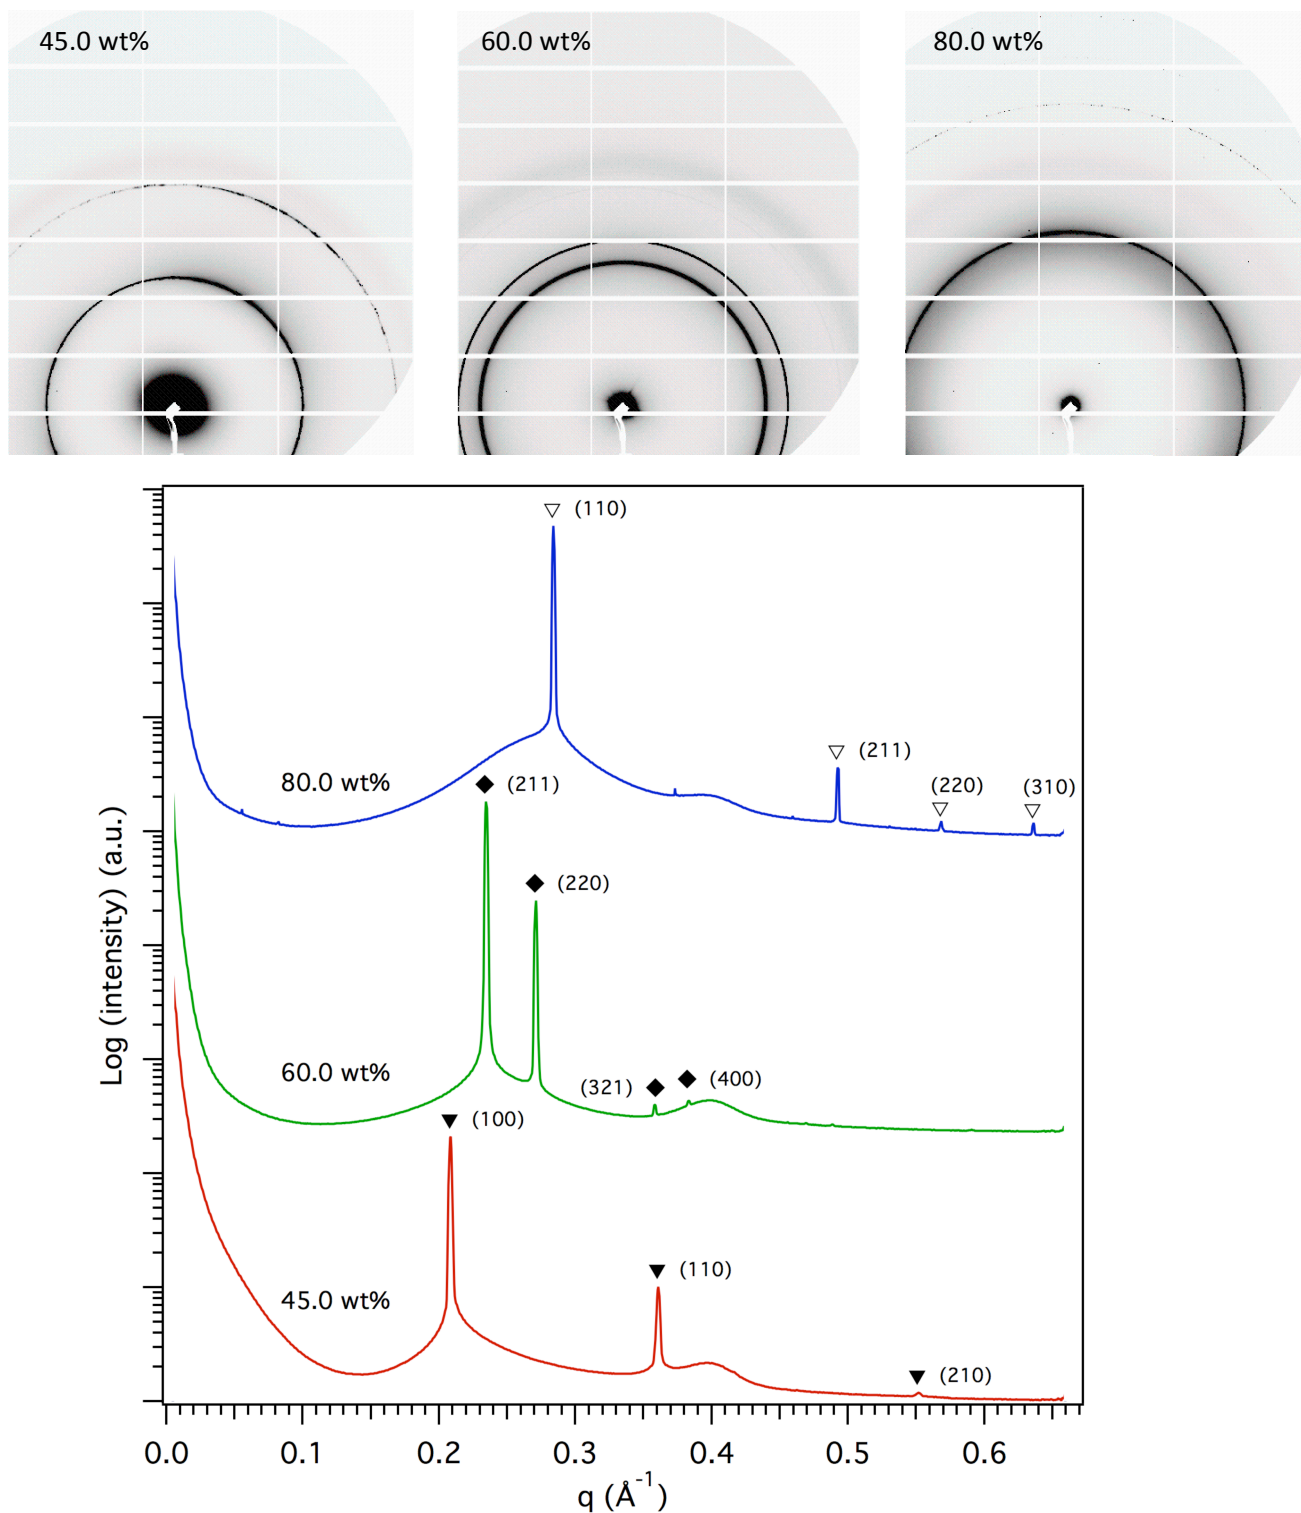 45.0 wt%
60.0 wt%
80.0 wt%
(110)
(211)
(220)
(310)
80.0 wt%
(211)
(220)
(321)
(400)
60.0 wt%
(100)
(110)
(210)
45.0 wt%
Log (intensity) (a.u.)
0.0 0.1 0.2 0.3 0.4 0.5 0.6
q (Å⁻¹)